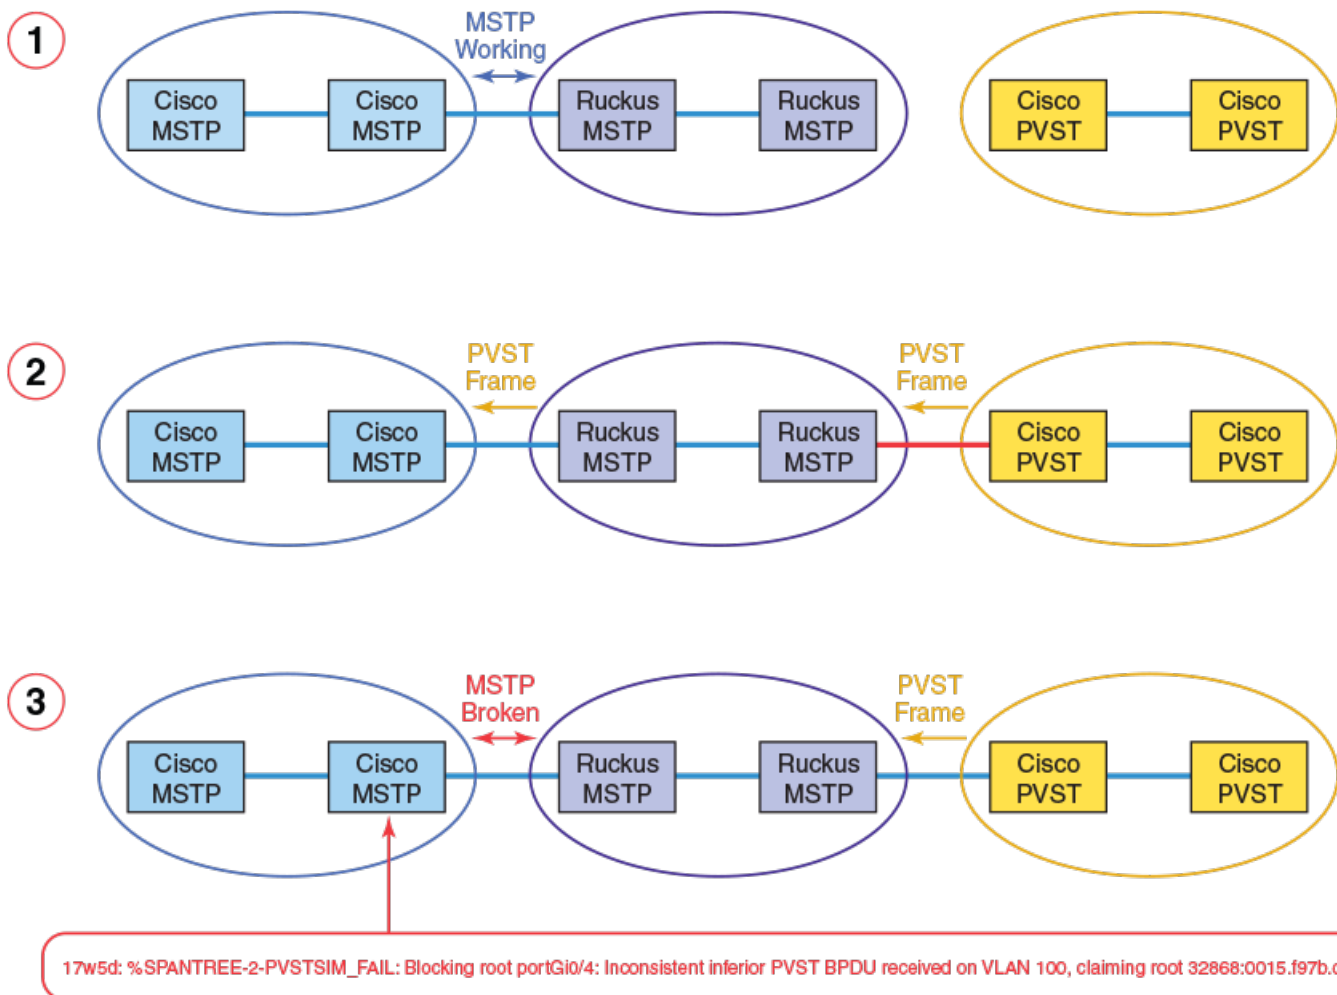 1
MSTP
Working
Cisco
MSTP
Cisco
MSTP
Ruckus
MSTP
Ruckus
MSTP
Cisco
PVST
Cisco
PVST
2
PVST
Frame
PVST
Frame
Cisco
MSTP
Cisco
MSTP
Ruckus
MSTP
Ruckus
MSTP
Cisco
PVST
Cisco
PVST
3
MSTP
Broken
PVST
Frame
Cisco
MSTP
Cisco
MSTP
Ruckus
MSTP
Ruckus
MSTP
Cisco
PVST
Cisco
PVST
17w5d: %SPANTREE-2-PVSTSIM_FAIL: Blocking root portGi0/4: Inconsistent inferior PVST BPDU received on VLAN 100, claiming root 32868:0015.f97b.